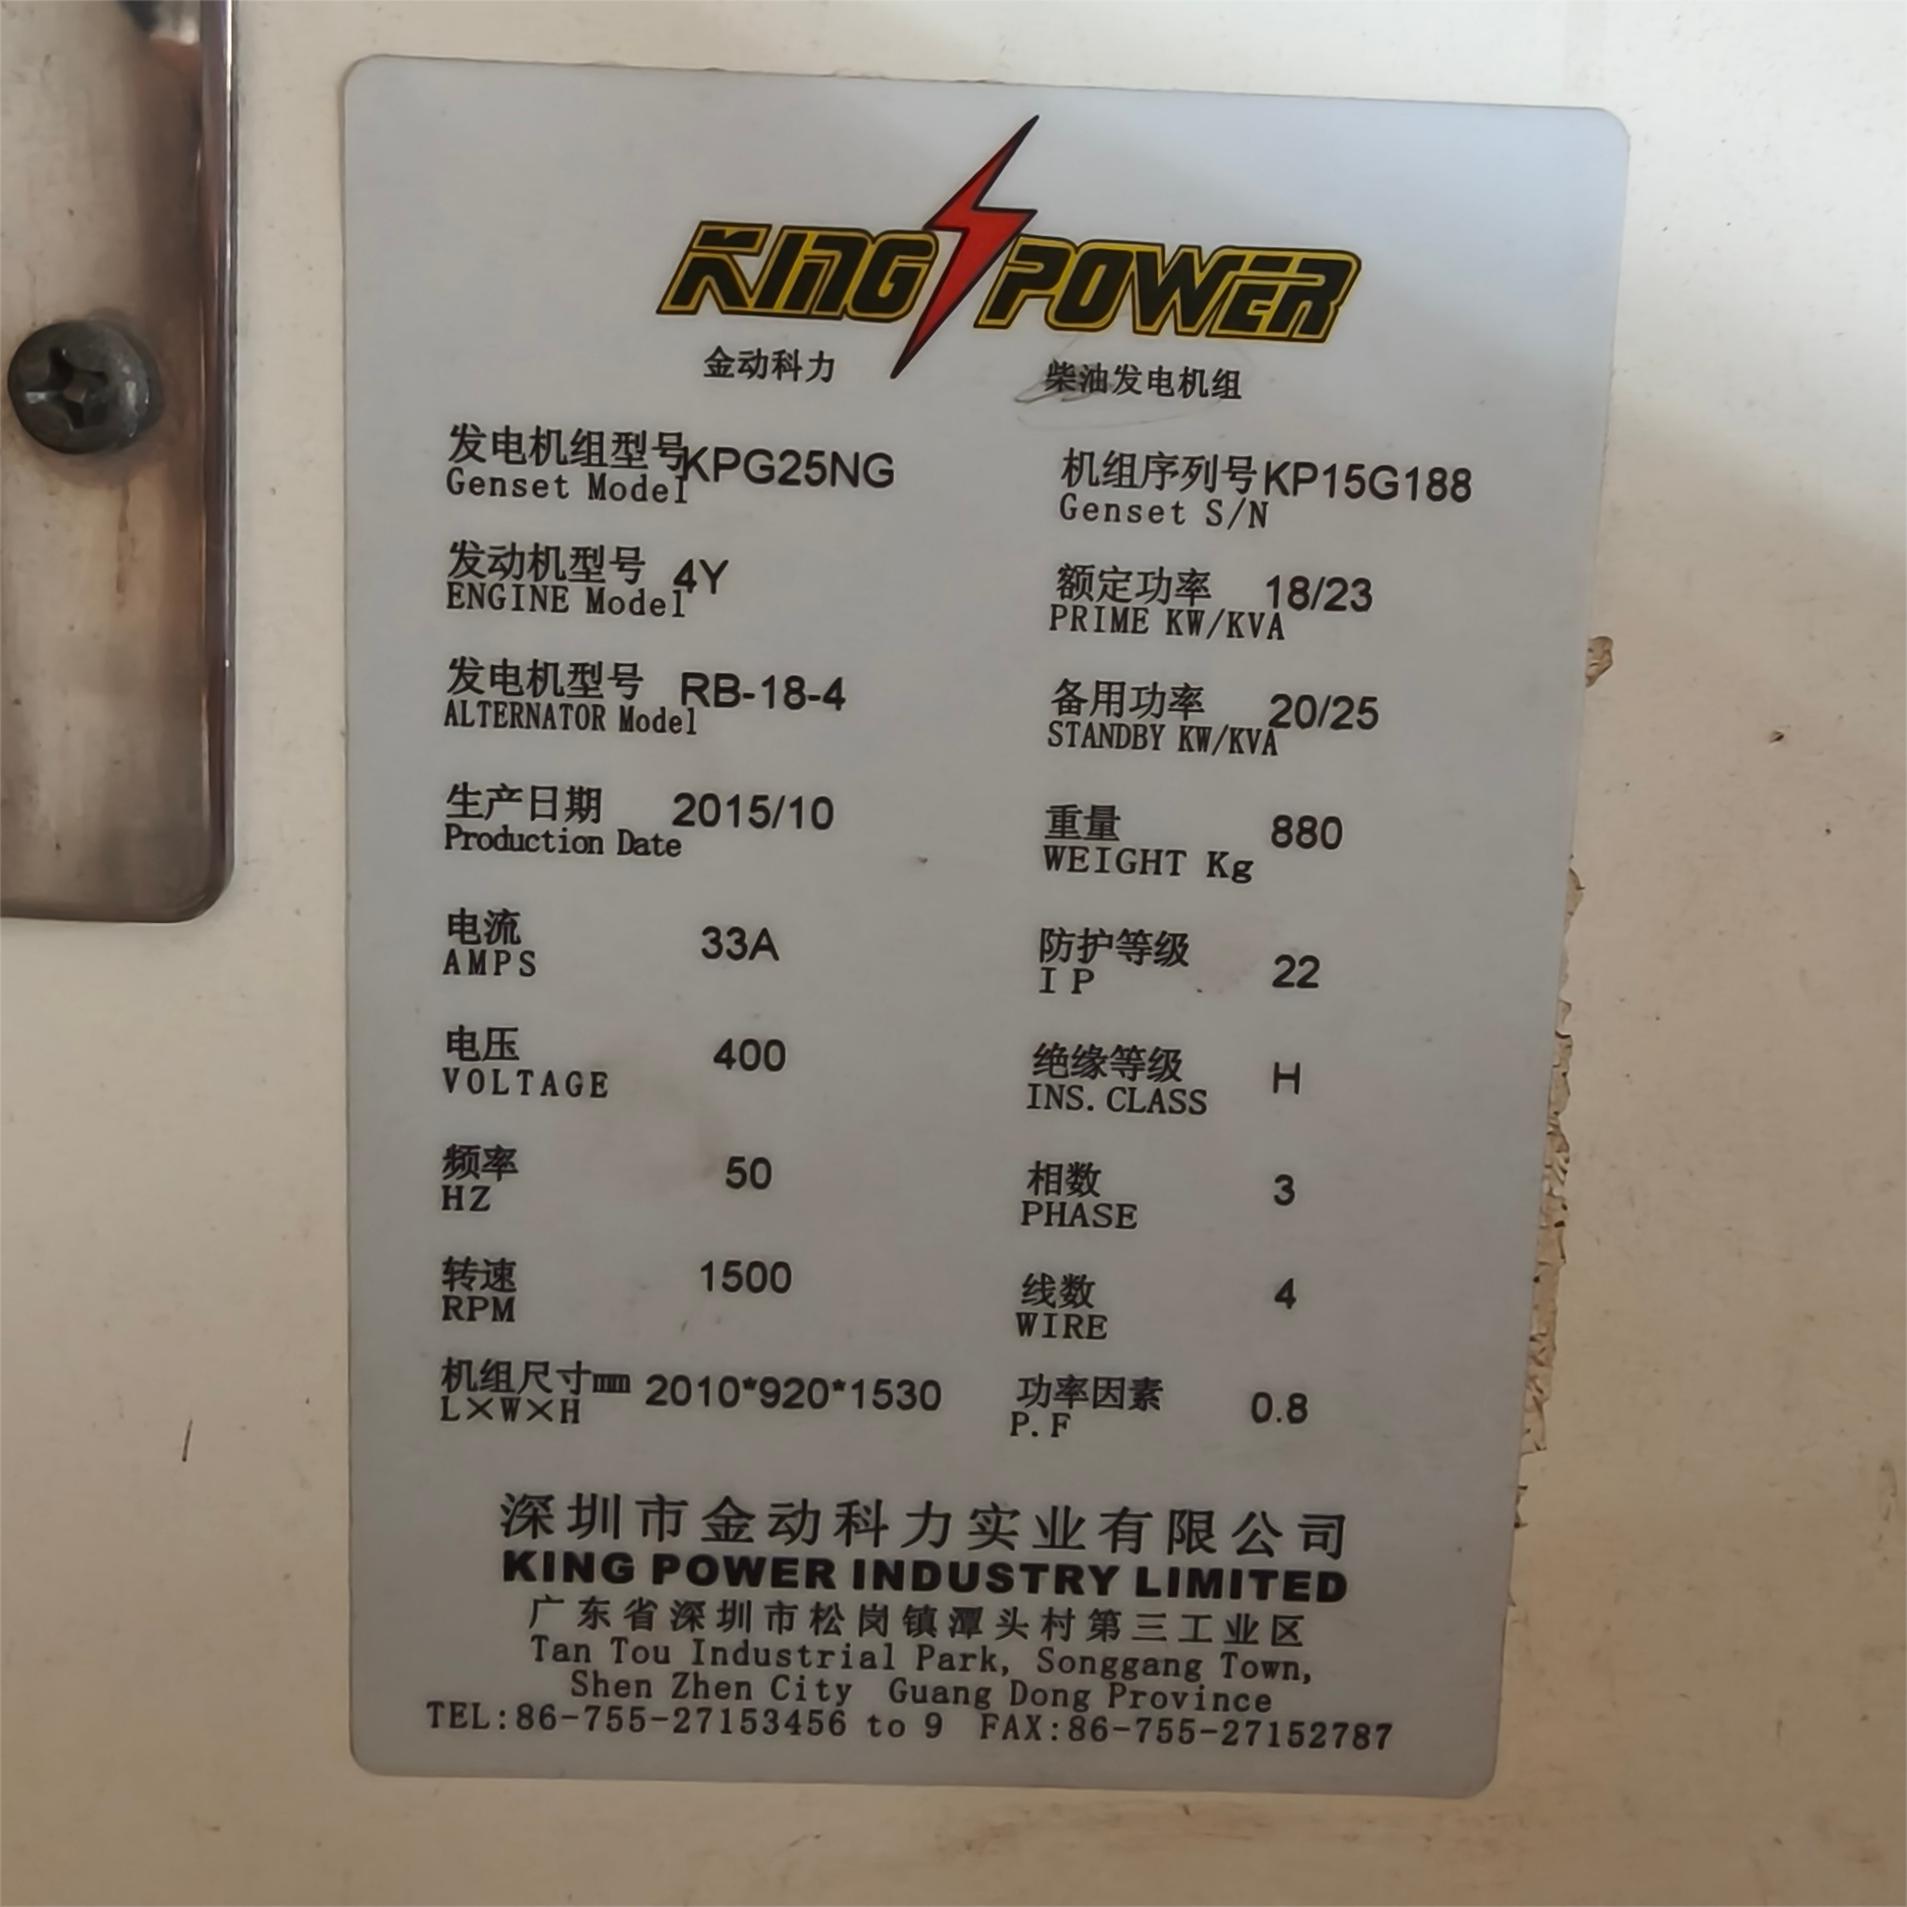 KING POWER
金动科力 柴油发电机组
发电机组型号 KPG25NG 机组序列号 KP15G188
Genset Model Genset S/N
发动机型号 4Y 额定功率 18/23
ENGINE Model PRIME KW/KVA
发电机型号 RB-18-4 备用功率 20/25
ALTERNATOR Model STANDBY KW/KVA
生产日期 2015/10 重量 880
Production Date WEIGHT Kg
电流 33A 防护等级 22
AMPS IP
电压 400 绝缘等级 H
VOLTAGE INS.CLASS
频率 50 相数 3
HZ PHASE
转速 1500 线数 4
RPM WIRE
机组尺寸mm 2010*920*1530 功率因素 0.8
L×W×H P.F
深圳市金动科力实业有限公司
KING POWER INDUSTRY LIMITED
广东省深圳市松岗镇潭头村第三工业区
Tan Tou Industrial Park, Songgang Town,
Shen Zhen City Guang Dong Province
TEL:86-755-27153456 to 9 FAX:86-755-27152787